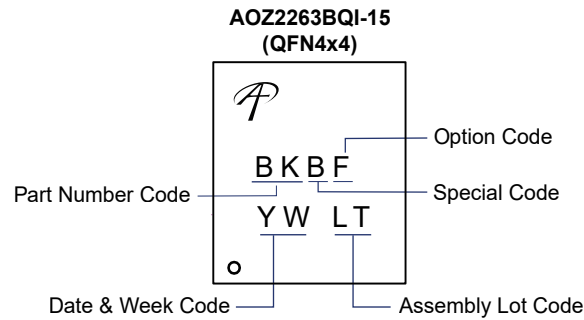 AOZ2263BQI-15
(QFN4x4)
Option Code
B K B F
Special Code
Part Number Code
Y W L T
Date & Week Code
Assembly Lot Code